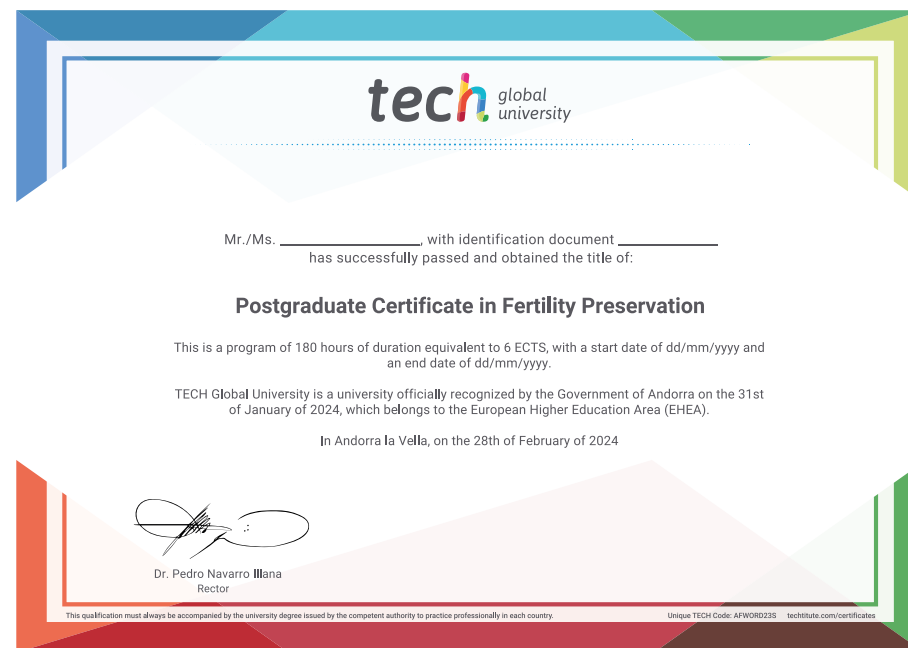 tech global university
Mr./Ms. , with identification document
has successfully passed and obtained the title of:
Postgraduate Certificate in Fertility Preservation
This is a program of 180 hours of duration equivalent to 6 ECTS, with a start date of dd/mm/yyyy and
an end date of dd/mm/yyyy.
TECH Global University is a university officially recognized by the Government of Andorra on the 31st
of January of 2024, which belongs to the European Higher Education Area (EHEA).
In Andorra la Vella, on the 28th of February of 2024
Dr. Pedro Navarro Illana
Rector
This qualification must always be accompanied by the university degree issued by the competent authority to practice professionally in each country.
Unique TECH Code: AFWORD23S techtitute.com/certificates